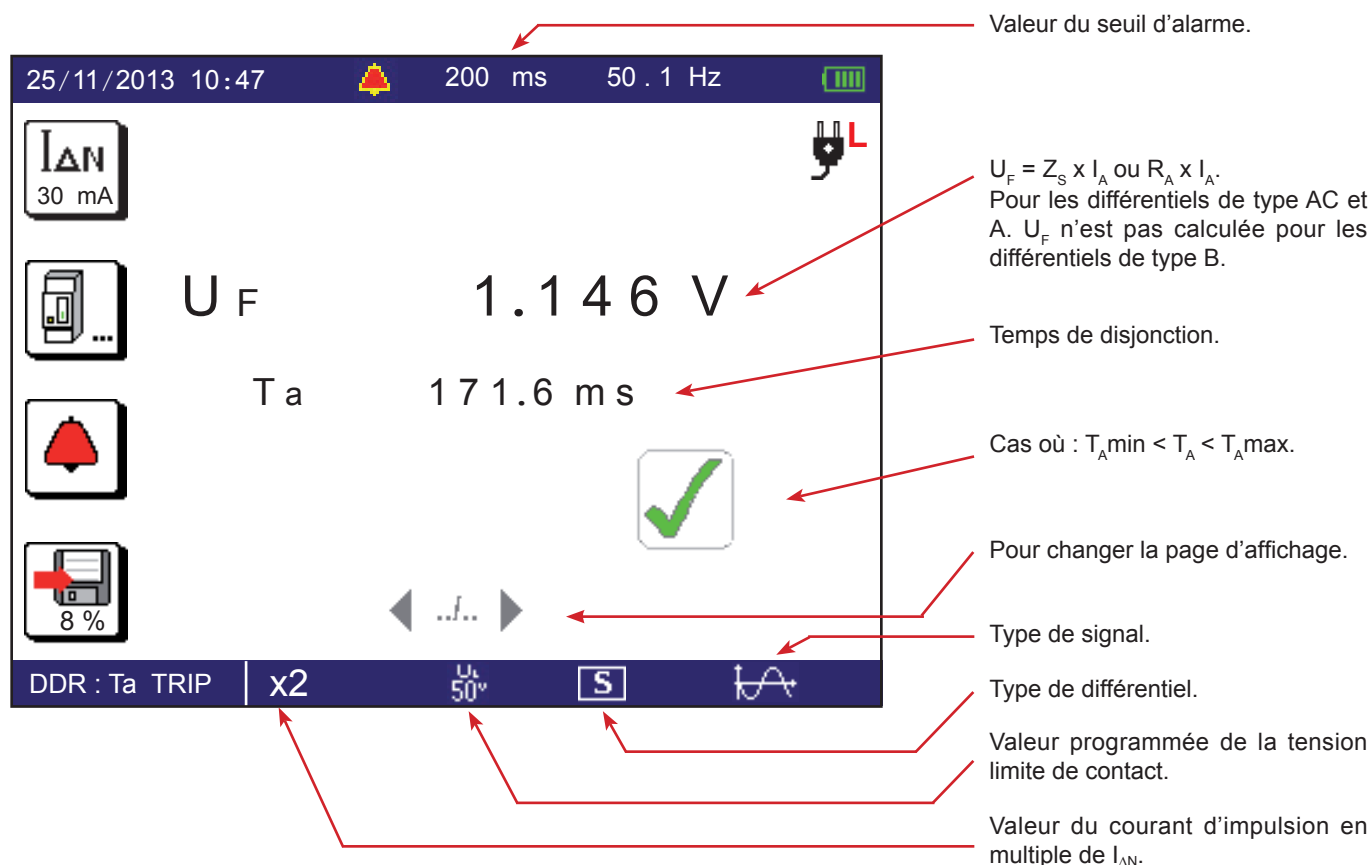 Valeur du seuil d'alarme.
25/11/2013 10:47 200 ms 50.1 Hz
IΔN
30 mA
L
UF = ZS x IA ou RA x IA.
Pour les différentiels de type AC et
A. UF n'est pas calculée pour les
différentiels de type B.
...
UF 1.146 V
Temps de disjonction.
Ta 171.6 ms
Cas où : TAmin < TA < TAmax.
Pour changer la page d'affichage.
8 %
../..
Type de signal.
DDR : Ta TRIP x2 UL 50v S
Type de différentiel.
Valeur programmée de la tension
limite de contact.
Valeur du courant d'impulsion en
multiple de IΔN.